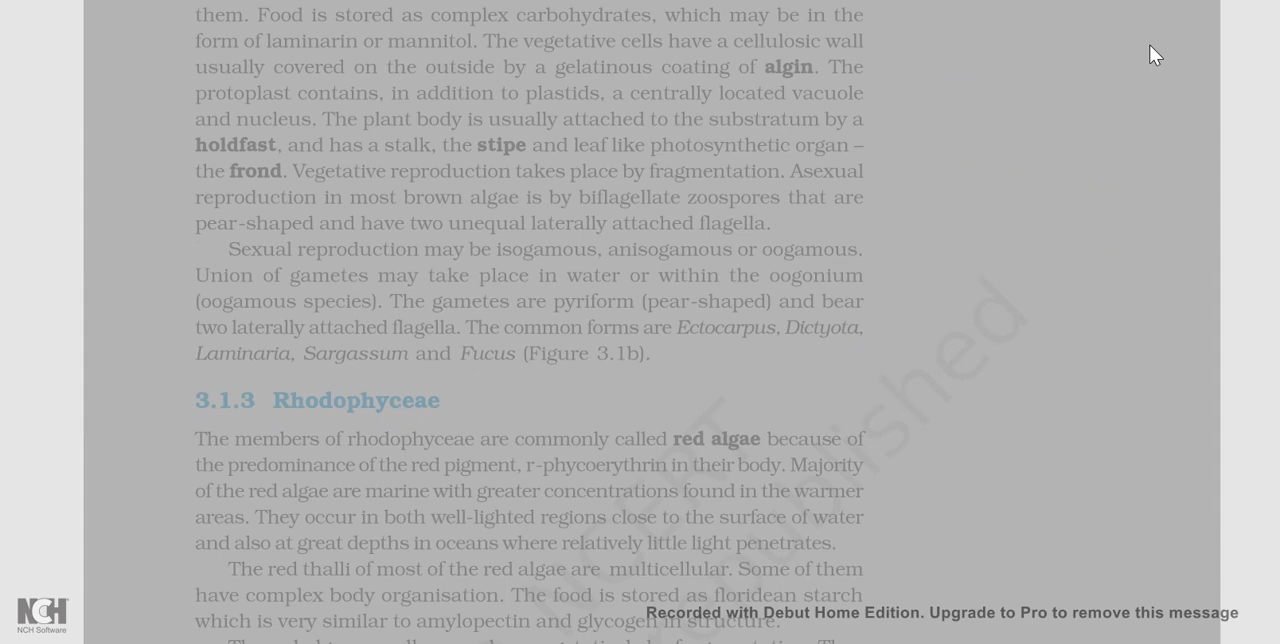 them. Food is stored as complex carbohydrates, which may be in the
form of laminarin or mannitol. The vegetative cells have a cellulosic wall
usually covered on the outside by a gelatinous coating of algin. The
protoplast contains, in addition to plastids, a centrally located vacuole
and nucleus. The plant body is usually attached to the substratum by a
holdfast, and has a stalk, the stipe and leaf like photosynthetic organ –
the frond. Vegetative reproduction takes place by fragmentation. Asexual
reproduction in most brown algae is by biflagellate zoospores that are
pear-shaped and have two unequal laterally attached flagella.
Sexual reproduction may be isogamous, anisogamous or oogamous.
Union of gametes may take place in water or within the oogonium
(oogamous species). The gametes are pyriform (pear-shaped) and bear
two laterally attached flagella. The common forms are Ectocarpus, Dictyota,
Laminaria, Sargassum and Fucus (Figure 3.1b).
3.1.3 Rhodophyceae
The members of rhodophyceae are commonly called red algae because of
the predominance of the red pigment, r-phycoerythrin in their body. Majority
of the red algae are marine with greater concentrations found in the warmer
areas. They occur in both well-lighted regions close to the surface of water
and also at great depths in oceans where relatively little light penetrates.
The red thalli of most of the red algae are multicellular. Some of them
have complex body organisation. The food is stored as floridean starch
which is very similar to amylopectin and glycogen in structure.
NCERT
Recorded with Debut Home Edition. Upgrade to Pro to remove this message
NCH
NCH Software